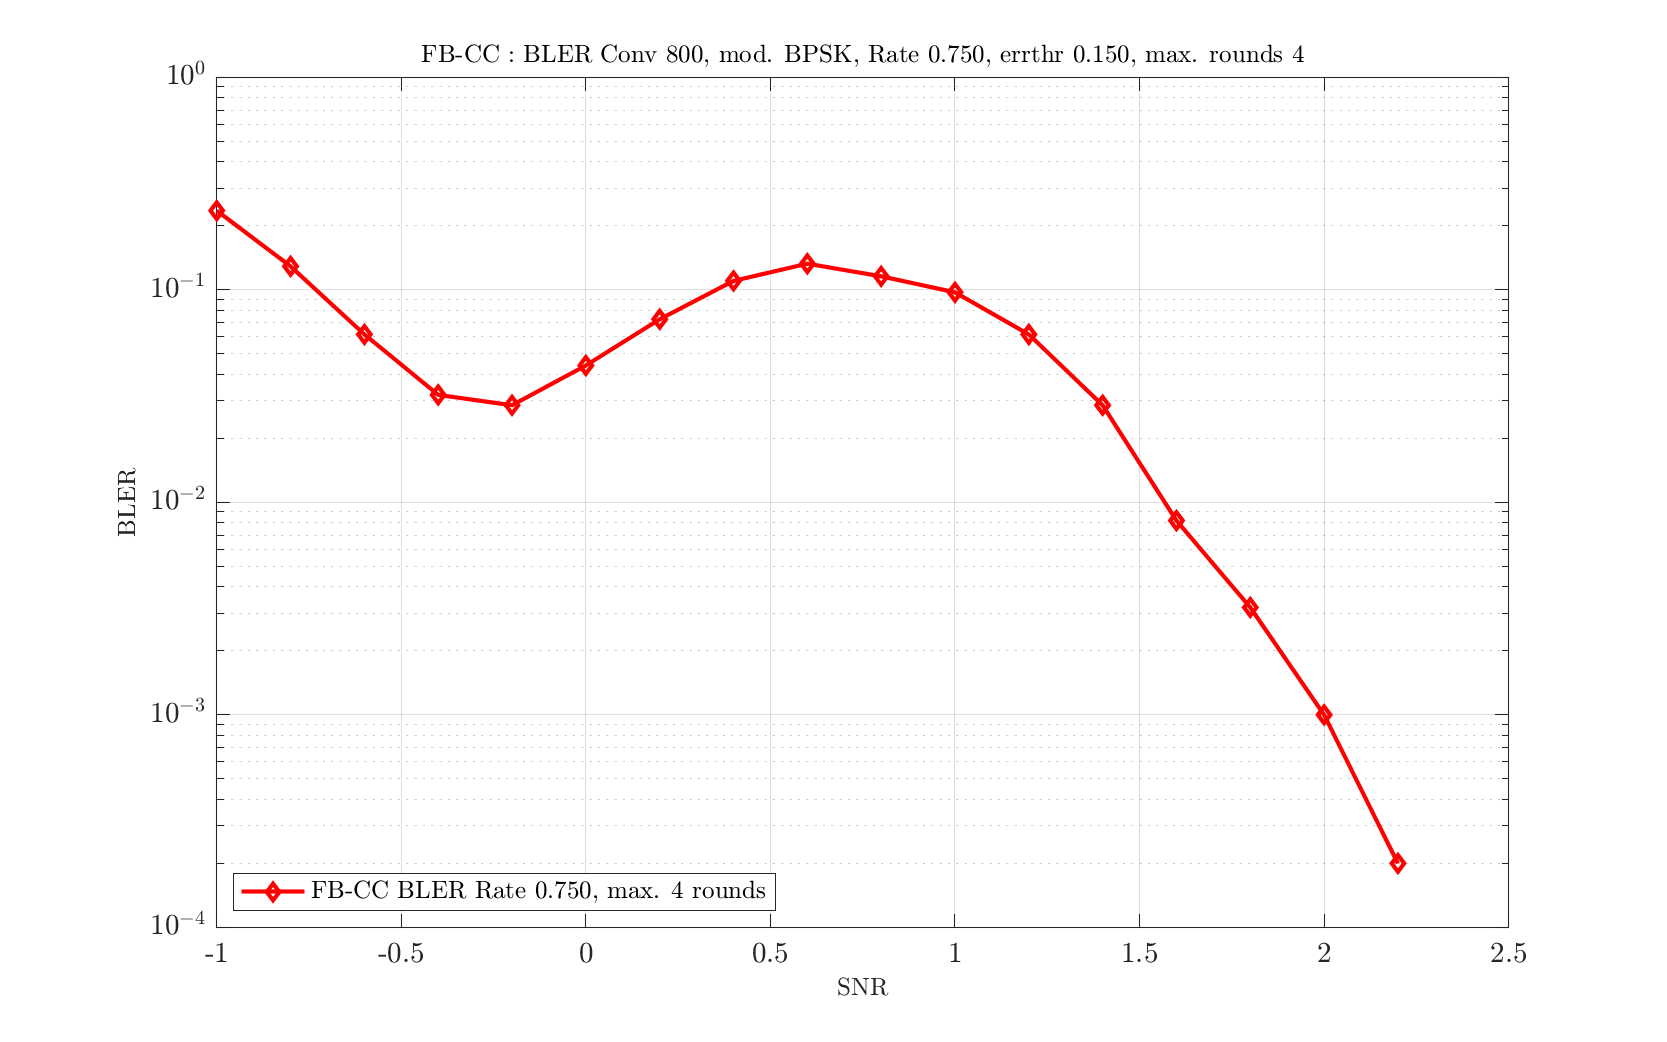 FB-CC : BLER Conv 800, mod. BPSK, Rate 0.750, errthr 0.150, max. rounds 4
10^0
10^-1
10^-2
10^-3
10^-4
BLER
FB-CC BLER Rate 0.750, max. 4 rounds
-1 -0.5 0 0.5 1 1.5 2 2.5
SNR